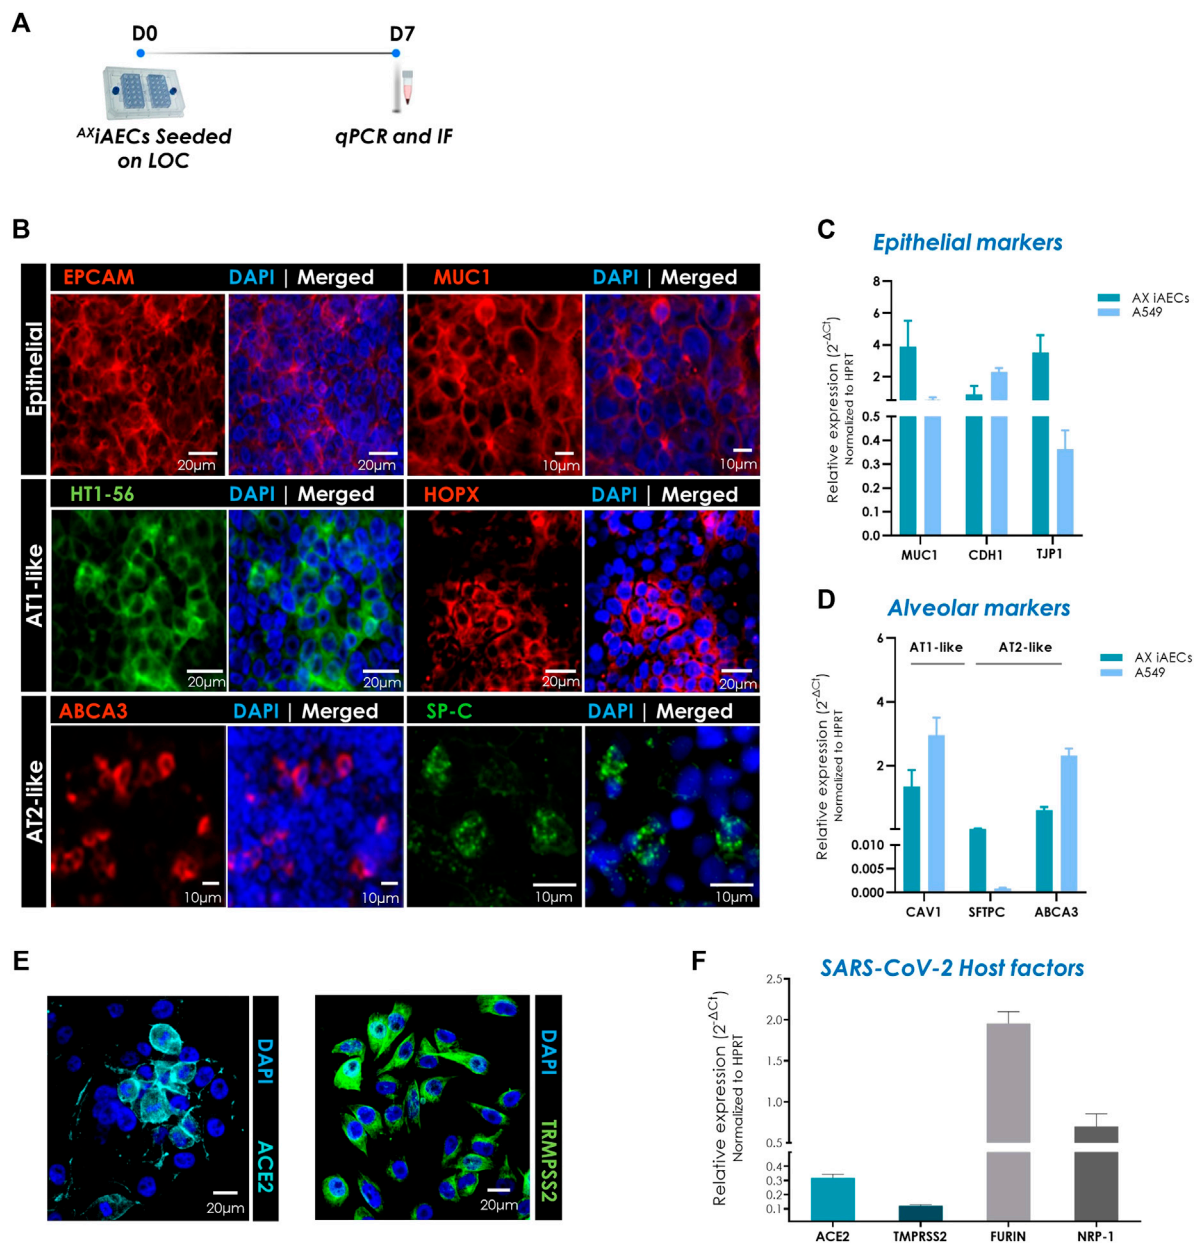 A
D0
D7
AXiAECs Seeded
on LOC
qPCR and IF
B
EPCAM
DAPI | Merged
MUC1
DAPI | Merged
Epithelial
20µm
20µm
10µm
10µm
HT1-56
DAPI | Merged
HOPX
DAPI | Merged
AT1-like
20µm
20µm
20µm
20µm
ABCA3
DAPI | Merged
SP-C
DAPI | Merged
AT2-like
10µm
10µm
10µm
10µm
C
Epithelial markers
Relative expression (2-ΔCt)
Normalized to HPRT
8
6
4
2
0.5
0.4
0.3
0.2
0.1
0.0
MUC1
CDH1
TJP1
AX iAECs
A549
D
Alveolar markers
AT1-like
AT2-like
Relative expression (2-ΔCt)
Normalized to HPRT
6
4
2
0.010
0.005
0.000
CAV1
SFTPC
ABCA3
AX iAECs
A549
E
DAPI
ACE2
20µm
DAPI
TRMPSS2
20µm
F
SARS-CoV-2 Host factors
Relative expression (2-ΔCt)
Normalized to HPRT
2.5
2.0
1.5
1.0
0.5
0.4
0.3
0.2
0.1
ACE2
TMPRSS2
FURIN
NRP-1